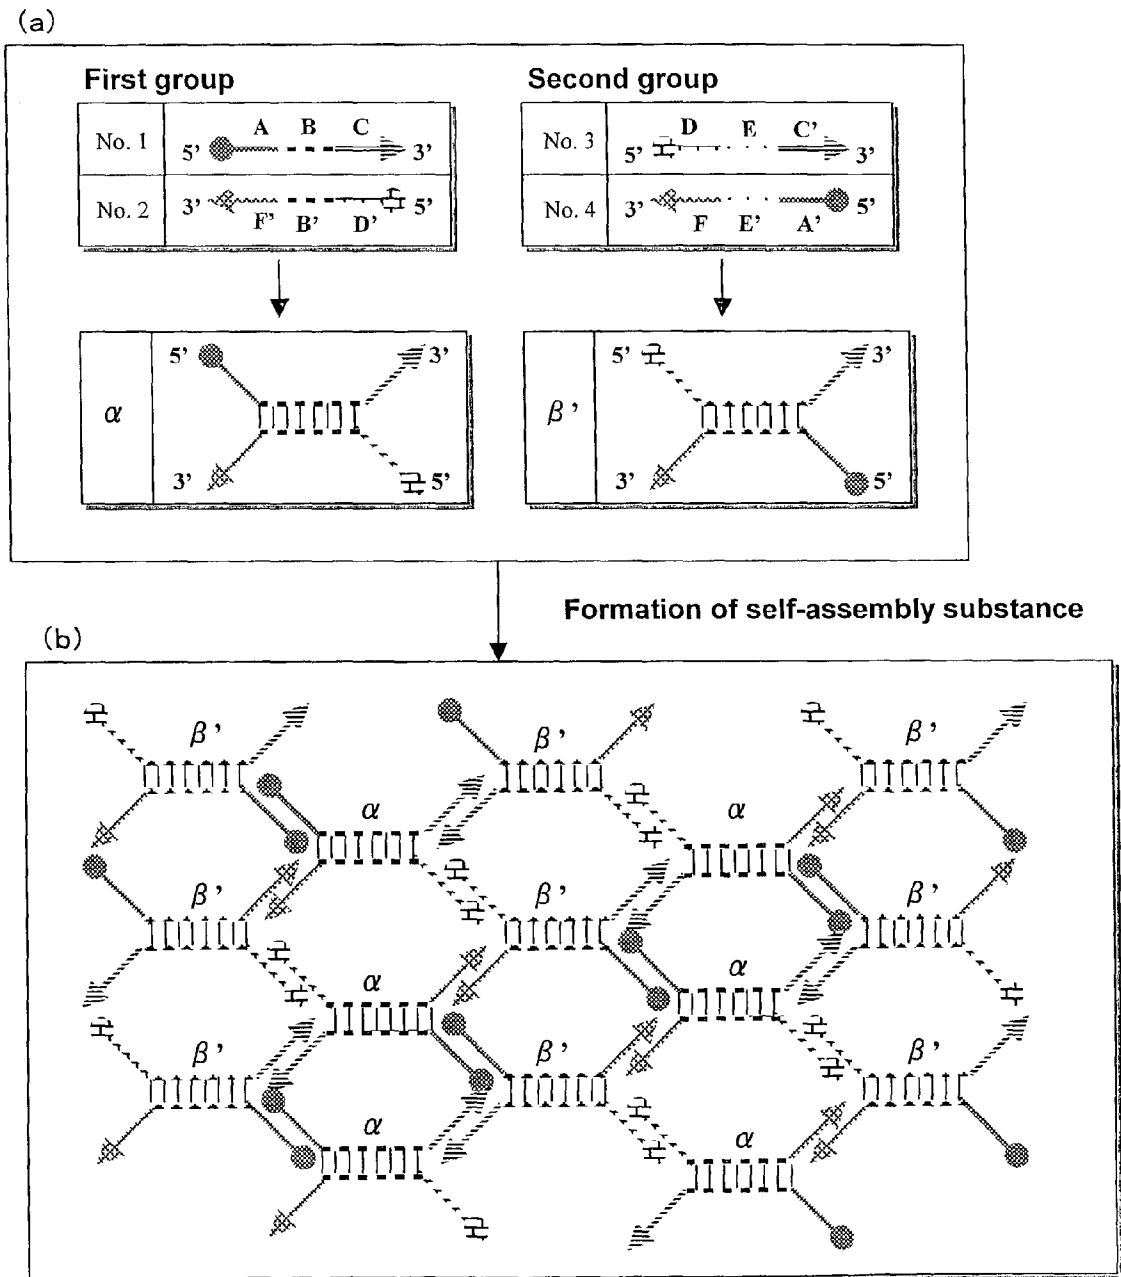 (a)
First group
Second group
No. 1 5' A B C 3'
No. 2 3' F' B' D' 5'
No. 3 5' D E C' 3'
No. 4 3' F E' A' 5'
α 5' 3' 3' 5'
β' 5' 3' 3' 5'
Formation of self-assembly substance
(b)
β' β' β'
α α
β' β' β'
α α
β' β' β'
α α